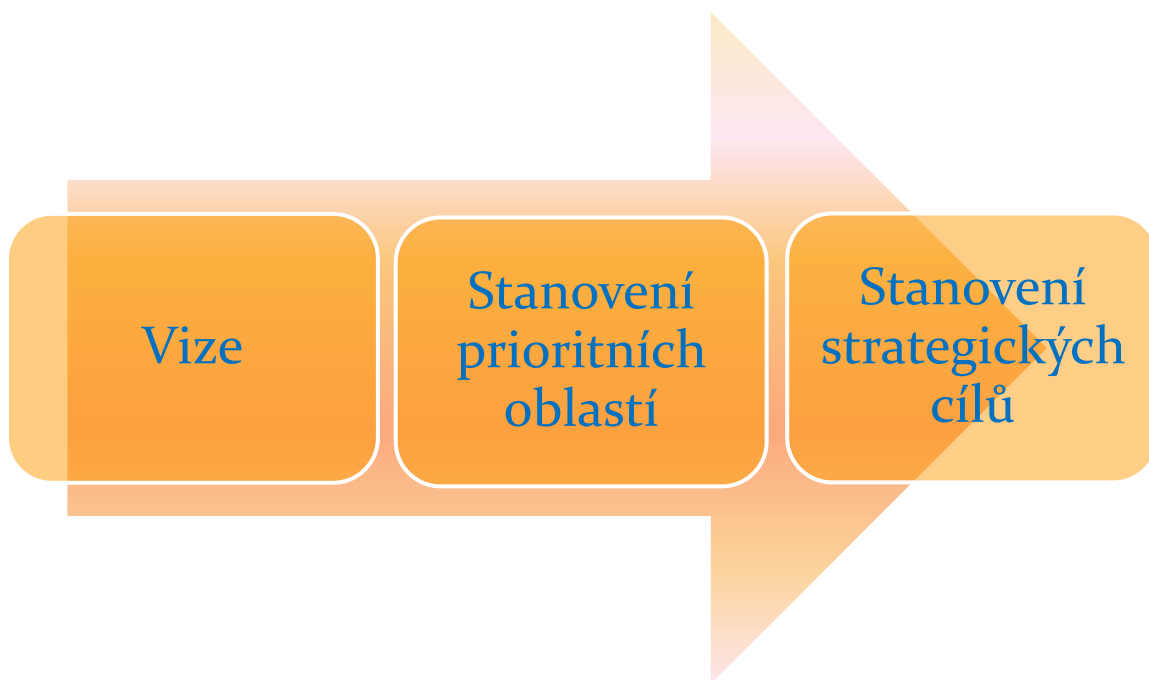 Vize
Stanovení
prioritních
oblastí
Stanovení
strategických
cílů